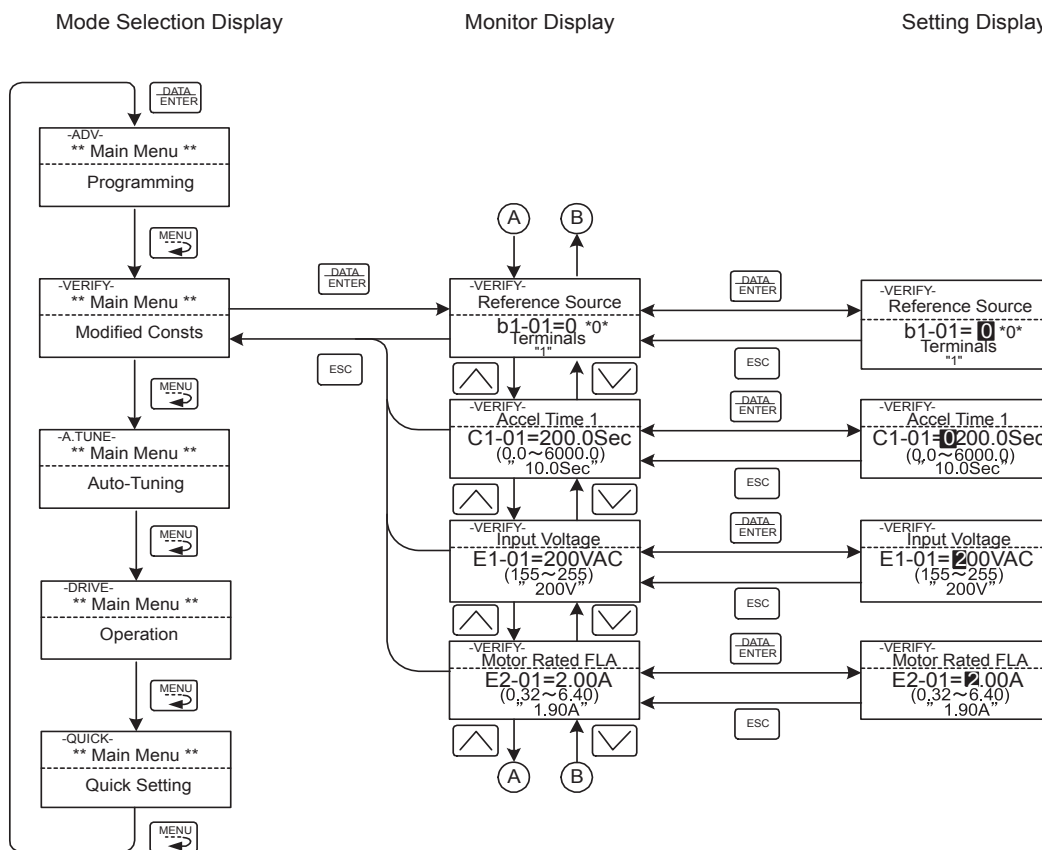 Mode Selection Display
Monitor Display
Setting Display
DATA
ENTER
-ADV-
** Main Menu **
Programming
MENU
-VERIFY-
** Main Menu **
Modified Consts
MENU
-A.TUNE-
** Main Menu **
Auto-Tuning
MENU
-DRIVE-
** Main Menu **
Operation
MENU
-QUICK-
** Main Menu **
Quick Setting
MENU
DATA
ENTER
ESC
A
B
-VERIFY-
Reference Source
b1-01=0 *0*
Terminals
"1"
-VERIFY-
Accel Time 1
C1-01=200.0Sec
(0.0~6000.0)
" 10.0Sec"
-VERIFY-
Input Voltage
E1-01=200VAC
(155~255)
" 200V"
-VERIFY-
Motor Rated FLA
E2-01=2.00A
(0.32~6.40)
" 1.90A"
A
B
DATA
ENTER
ESC
DATA
ENTER
ESC
DATA
ENTER
ESC
DATA
ENTER
ESC
-VERIFY-
Reference Source
b1-01= 0 *0*
Terminals
"1"
-VERIFY-
Accel Time 1
C1-01=0200.0Sec
(0.0~6000.0)
" 10.0Sec"
-VERIFY-
Input Voltage
E1-01= 200VAC
(155~255)
" 200V"
-VERIFY-
Motor Rated FLA
E2-01= 2.00A
(0.32~6.40)
" 1.90A"